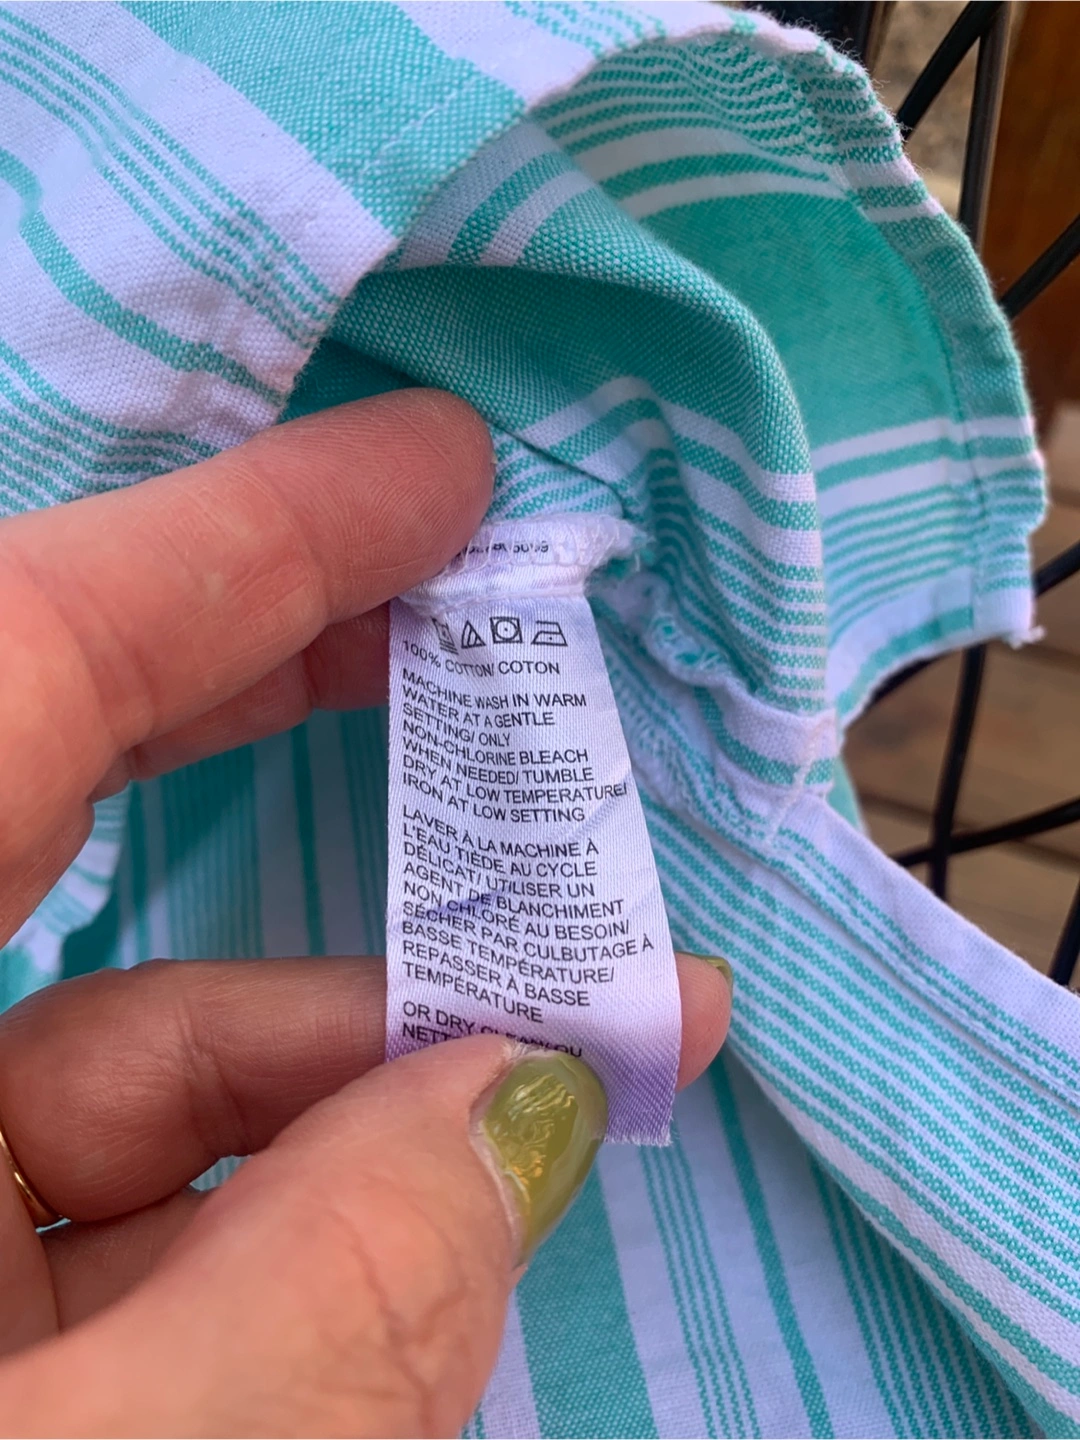 100% COTTON/ COTON
MACHINE WASH IN WARM
WATER AT A GENTLE
SETTING/ ONLY
NON-CHLORINE BLEACH
WHEN NEEDED/ TUMBLE
DRY AT LOW TEMPERATURE/
IRON AT LOW SETTING
LAVER À LA MACHINE À
L'EAU TIÈDE AU CYCLE
DÉLICAT/ UTILISER UN
AGENT DE BLANCHIMENT
NON CHLORÉ AU BESOIN/
SÉCHER PAR CULBUTAGE À
BASSE TEMPÉRATURE/
REPASSER À BASSE
TEMPÉRATURE
OR DRY CLEAN/OU